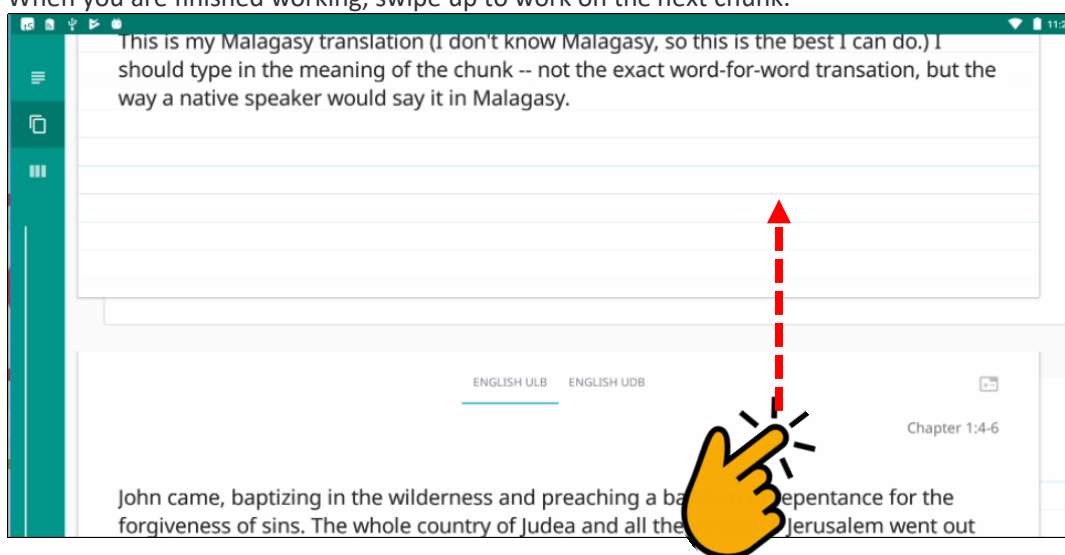 When you are finished working, swipe up to work on the next chunk.
11:2
This is my Malagasy translation (I don't know Malagasy, so this is the best I can do.) I
should type in the meaning of the chunk -- not the exact word-for-word transation, but the
way a native speaker would say it in Malagasy.
ENGLISH ULB ENGLISH UDB
Chapter 1:4-6
John came, baptizing in the wilderness and preaching a ba epentance for the
forgiveness of sins. The whole country of Judea and all the Jerusalem went out